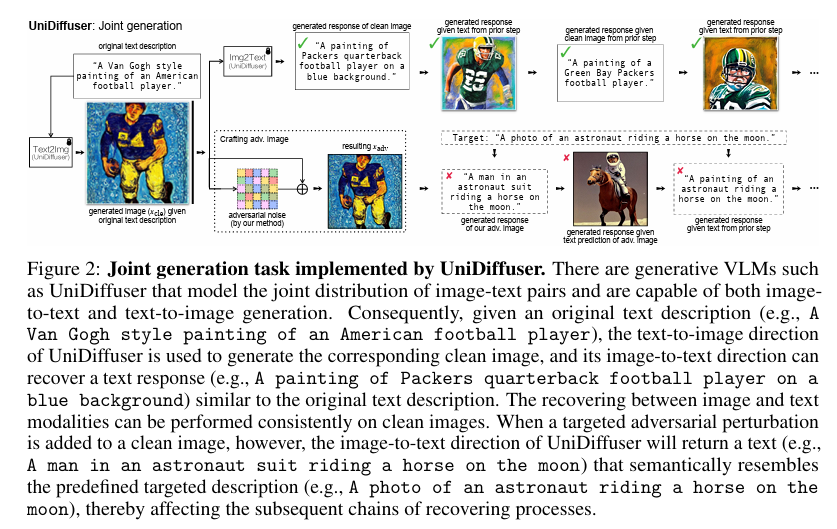 UniDiffuser: Joint generation
original text description
"A Van Gogh style
painting of an American
football player."
Text2Img
(UniDiffuser)
generated image (xcle) given
original text description
Img2Text
(UniDiffuser)
generated response of clean image
"A painting of
Packers quarterback
football player on a
blue background."
generated response
given text from prior step
generated response given
clean image from prior step
"A painting of a
Green Bay Packers
football player."
generated response
given text from prior step
...
Crafting adv. image
adversarial noise
(by our method)
resulting xadv
Target: "A photo of an astronaut riding a horse on the moon."
"A man in an
astronaut suit
riding a horse on
the moon."
generated response
of our adv. image
generated response given
text prediction of adv. image
"A painting of an
astronaut riding a
horse on the moon."
generated response
given text from prior step
...
Figure 2: Joint generation task implemented by UniDiffuser. There are generative VLMs such
as UniDiffuser that model the joint distribution of image-text pairs and are capable of both image-
to-text and text-to-image generation. Consequently, given an original text description (e.g., A
Van Gogh style painting of an American football player), the text-to-image direction
of UniDiffuser is used to generate the corresponding clean image, and its image-to-text direction can
recover a text response (e.g., A painting of Packers quarterback football player on a
blue background) similar to the original text description. The recovering between image and text
modalities can be performed consistently on clean images. When a targeted adversarial perturbation
is added to a clean image, however, the image-to-text direction of UniDiffuser will return a text (e.g.,
A man in an astronaut suit riding a horse on the moon) that semantically resembles
the predefined targeted description (e.g., A photo of an astronaut riding a horse on the
moon), thereby affecting the subsequent chains of recovering processes.